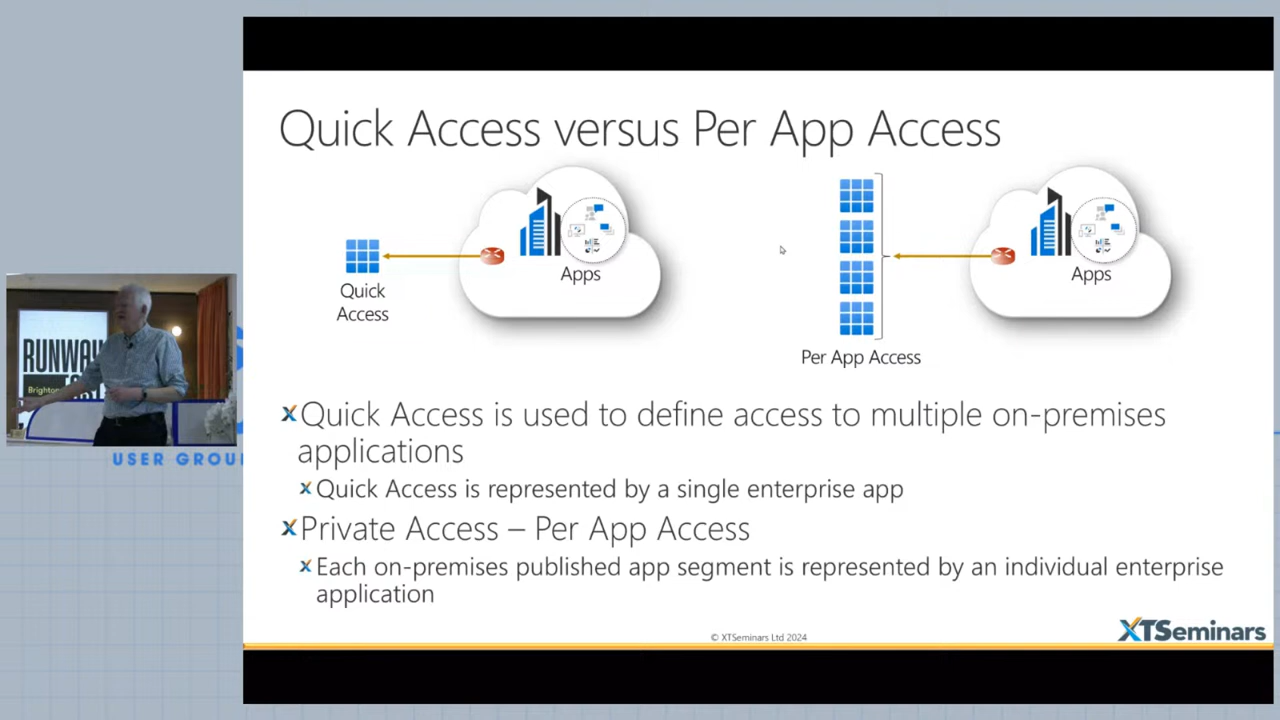 Quick Access versus Per App Access
Apps
Quick
Access
Apps
Per App Access
Quick Access is used to define access to multiple on-premises
applications
Quick Access is represented by a single enterprise app
Private Access – Per App Access
Each on-premises published app segment is represented by an individual enterprise
application
© XTSeminars Ltd 2024
XTSeminars
RUNWAY
Brighton
USER GROU